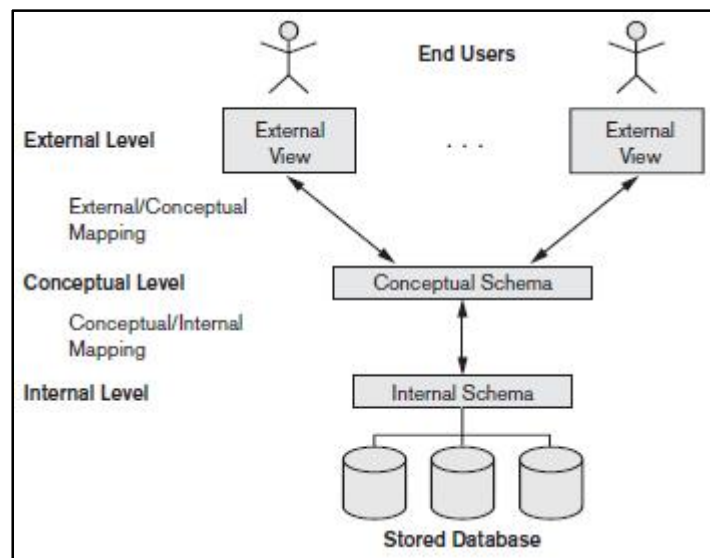 End Users
External Level
External
View
. . .
External
View
External/Conceptual
Mapping
Conceptual Level
Conceptual Schema
Conceptual/Internal
Mapping
Internal Level
Internal Schema
Stored Database